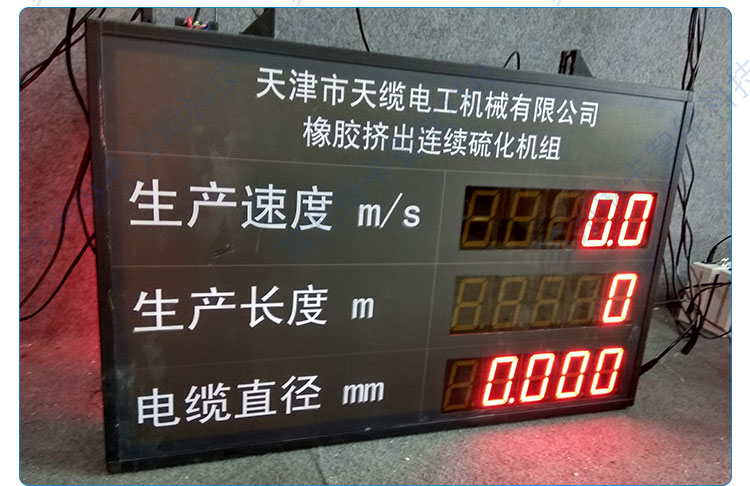 天津市天缆电工机械有限公司
橡胶挤出连续硫化机组
生产速度 m/s 0.0
生产长度 m 0
电缆直径 mm 0.000